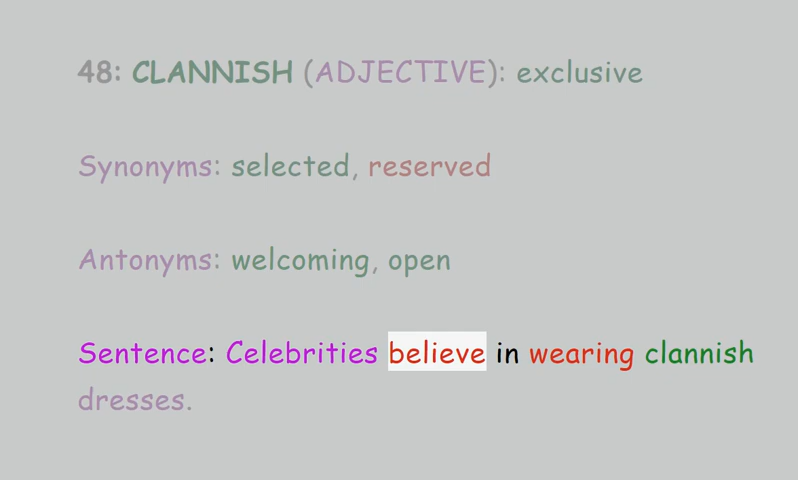 48: CLANNISH (ADJECTIVE): exclusive
Synonyms: selected, reserved
Antonyms: welcoming, open
Sentence: Celebrities believe in wearing clannish
dresses.